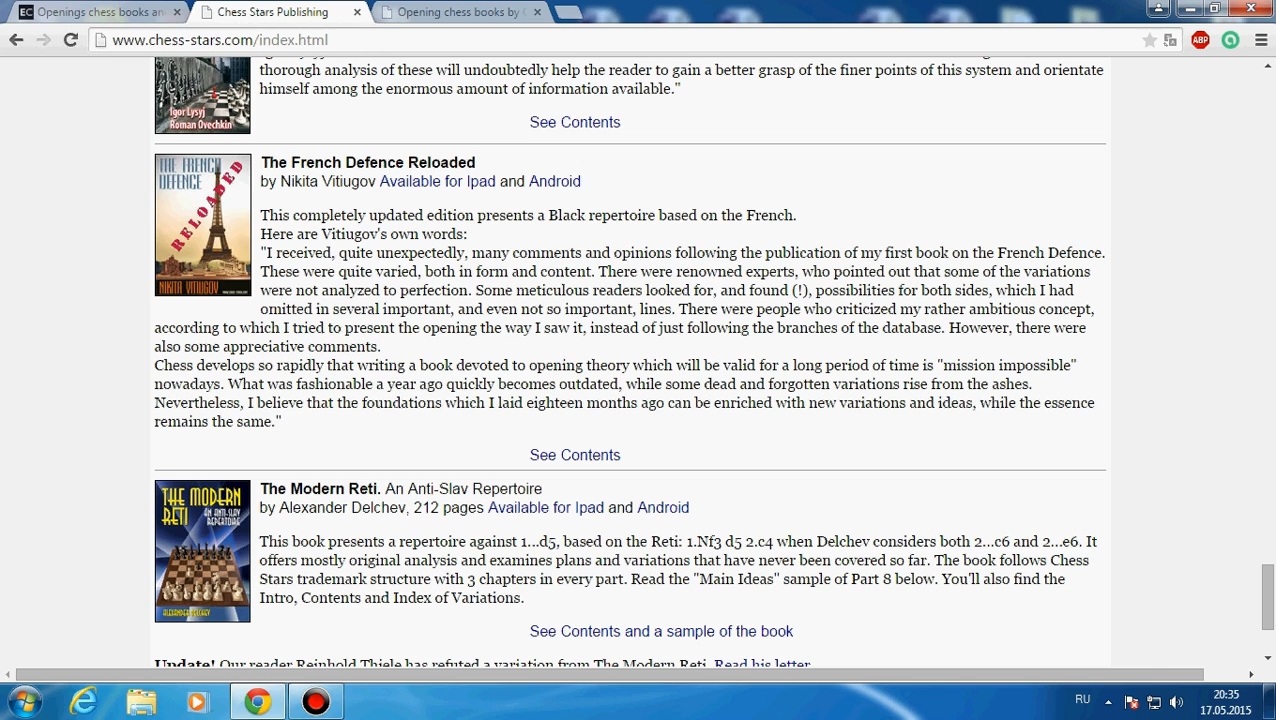 Openings chess books an
Chess Stars Publishing
Opening chess books by
www.chess-stars.com/index.html
ABP
thorough analysis of these will undoubtedly help the reader to gain a better grasp of the finer points of this system and orientate
himself among the enormous amount of information available."
Igor Lysyj
Roman Ovechkin
See Contents
THE FRENCH
DEFENCE
RELOADED
NIKITA VITIUGOV
The French Defence Reloaded
by Nikita Vitiugov Available for Ipad and Android
This completely updated edition presents a Black repertoire based on the French.
Here are Vitiugov's own words:
"I received, quite unexpectedly, many comments and opinions following the publication of my first book on the French Defence.
These were quite varied, both in form and content. There were renowned experts, who pointed out that some of the variations
were not analyzed to perfection. Some meticulous readers looked for, and found (!), possibilities for both sides, which I had
omitted in several important, and even not so important, lines. There were people who criticized my rather ambitious concept,
according to which I tried to present the opening the way I saw it, instead of just following the branches of the database. However, there were
also some appreciative comments.
Chess develops so rapidly that writing a book devoted to opening theory which will be valid for a long period of time is "mission impossible"
nowadays. What was fashionable a year ago quickly becomes outdated, while some dead and forgotten variations rise from the ashes.
Nevertheless, I believe that the foundations which I laid eighteen months ago can be enriched with new variations and ideas, while the essence
remains the same."
See Contents
THE MODERN
RETI
AN ANTI-SLAV
REPERTOIRE
ALEXANDER DELCHEV
The Modern Reti. An Anti-Slav Repertoire
by Alexander Delchev, 212 pages Available for Ipad and Android
This book presents a repertoire against 1...d5, based on the Reti: 1.Nf3 d5 2.c4 when Delchev considers both 2...c6 and 2...e6. It
offers mostly original analysis and examines plans and variations that have never been covered so far. The book follows Chess
Stars trademark structure with 3 chapters in every part. Read the "Main Ideas" sample of Part 8 below. You'll also find the
Intro, Contents and Index of Variations.
See Contents and a sample of the book
Update! Our reader Reinhold Thiele has refuted a variation from The Modern Reti. Read his letter
RU
20:35
17.05.2015